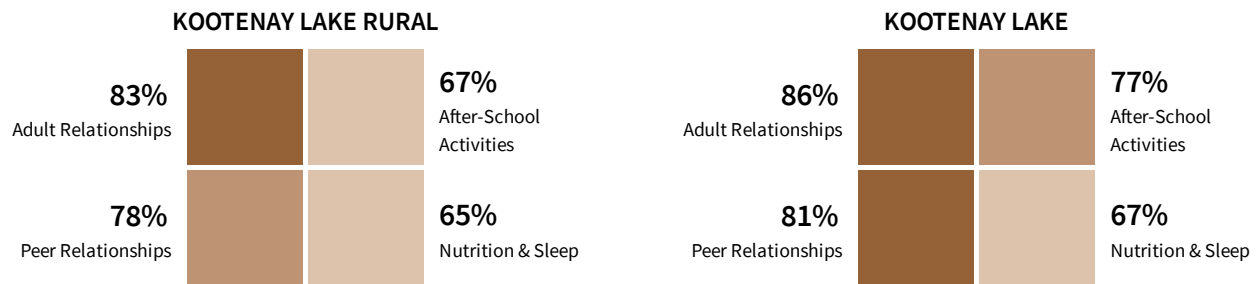 KOOTENAY LAKE RURAL
83%
Adult Relationships
67%
After-School
Activities
78%
Peer Relationships
65%
Nutrition & Sleep
KOOTENAY LAKE
86%
Adult Relationships
77%
After-School
Activities
81%
Peer Relationships
67%
Nutrition & Sleep